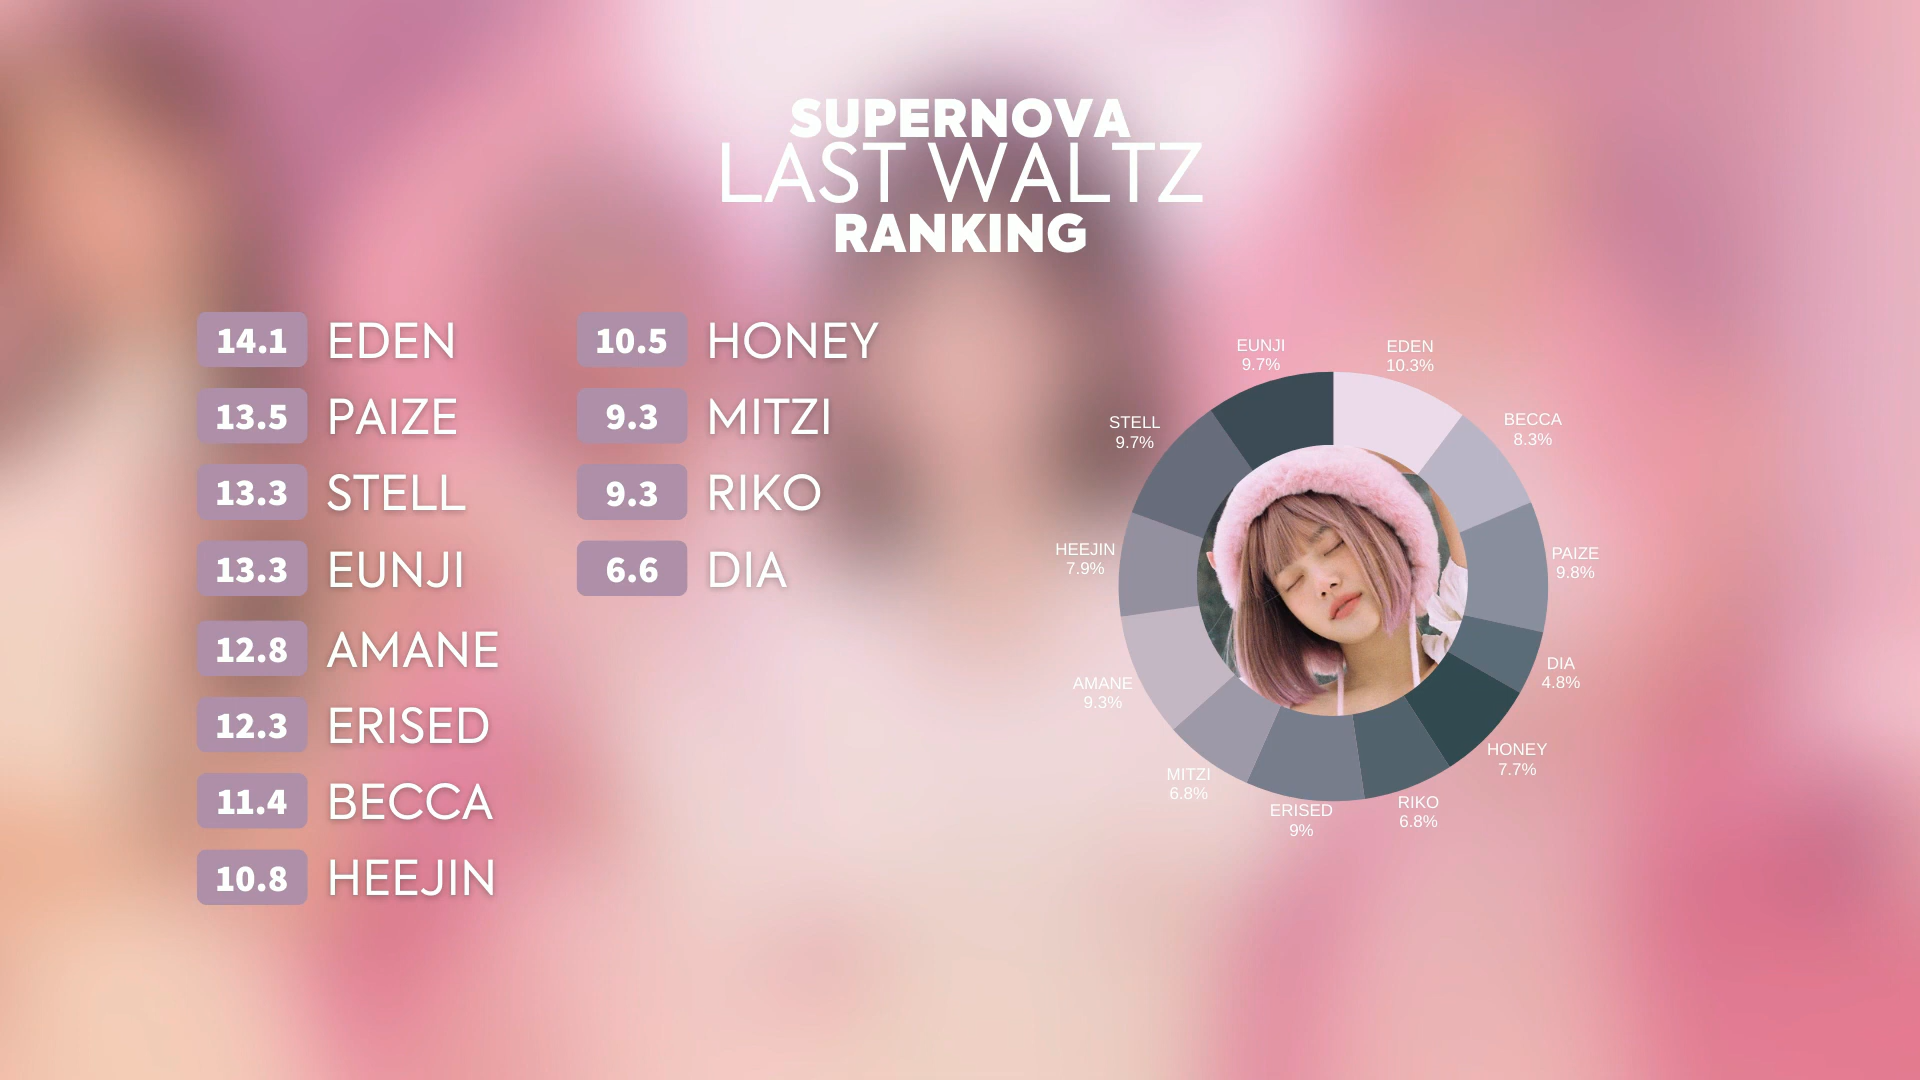 SUPERNOVA
LAST WALTZ
RANKING
14.1 EDEN
13.5 PAIZE
13.3 STELL
13.3 EUNJI
12.8 AMANE
12.3 ERISED
11.4 BECCA
10.8 HEEJIN
10.5 HONEY
9.3 MITZI
9.3 RIKO
6.6 DIA
EDEN
10.3%
BECCA
8.3%
PAIZE
9.8%
DIA
4.8%
HONEY
7.7%
RIKO
6.8%
ERISED
9%
MITZI
6.8%
AMANE
9.3%
HEEJIN
7.9%
STELL
9.7%
EUNJI
9.7%